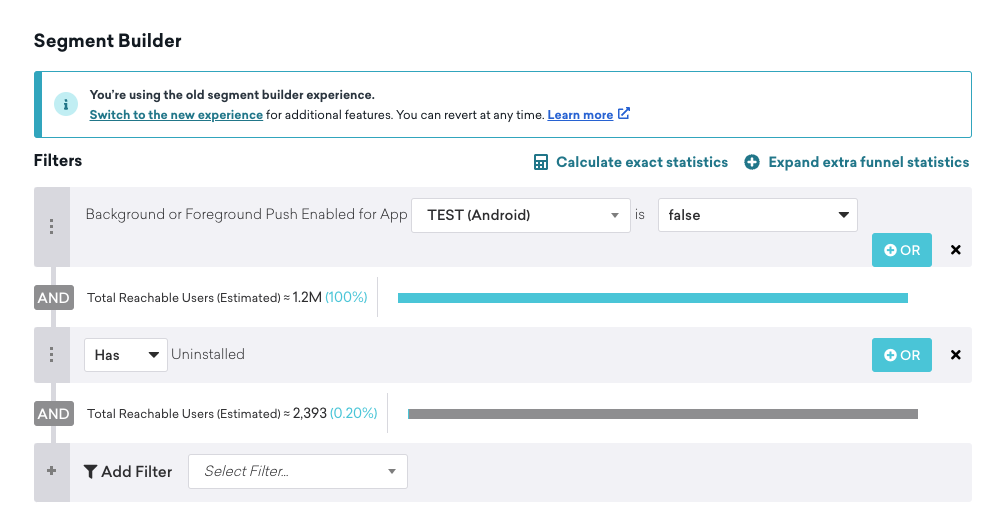 Segment Builder
You're using the old segment builder experience.
Switch to the new experience for additional features. You can revert at any time. Learn more
Filters
Calculate exact statistics
Expand extra funnel statistics
Background or Foreground Push Enabled for App TEST (Android) is false
OR
AND Total Reachable Users (Estimated) ≈ 1.2M (100%)
Has Uninstalled
OR
AND Total Reachable Users (Estimated) ≈ 2,393 (0.20%)
Add Filter Select Filter...